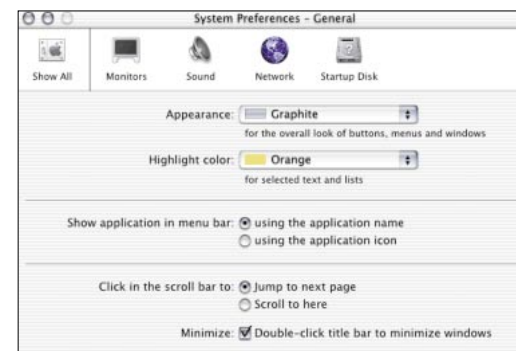 System Preferences – General
Show All Monitors Sound Network Startup Disk
Appearance: Graphite
for the overall look of buttons, menus and windows
Highlight color: Orange
for selected text and lists
Show application in menu bar: using the application name
using the application icon
Click in the scroll bar to: Jump to next page
Scroll to here
Minimize: Double-click title bar to minimize windows